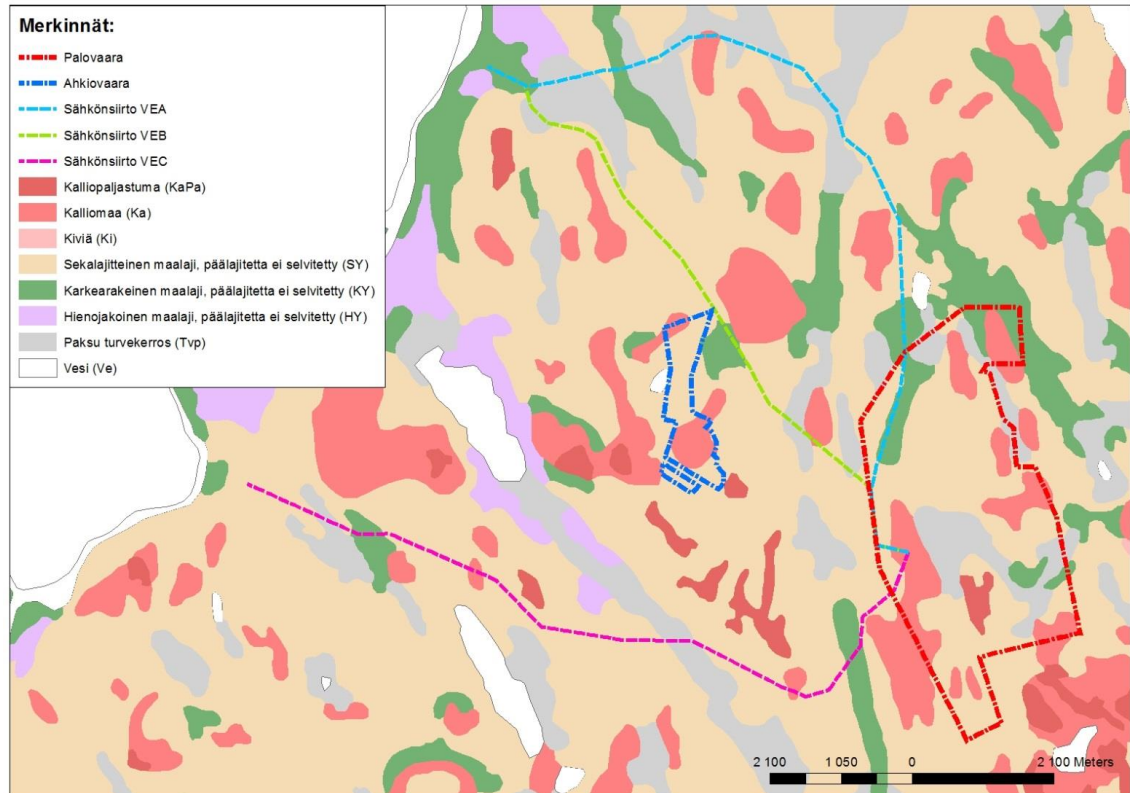 Merkinnät:
Palovaara
Ahkiovaara
Sähkönsiirto VEA
Sähkönsiirto VEB
Sähkönsiirto VEC
Kalliopaljastuma (KaPa)
Kalliomaa (Ka)
Kiviä (Ki)
Sekalajitteinen maalaji, päälajitetta ei selvitetty (SY)
Karkearakeinen maalaji, päälajitetta ei selvitetty (KY)
Hienojakoinen maalaji, päälajitetta ei selvitetty (HY)
Paksu turvekerros (Tvp)
Vesi (Ve)
2 100 1 050 0 2 100 Meters